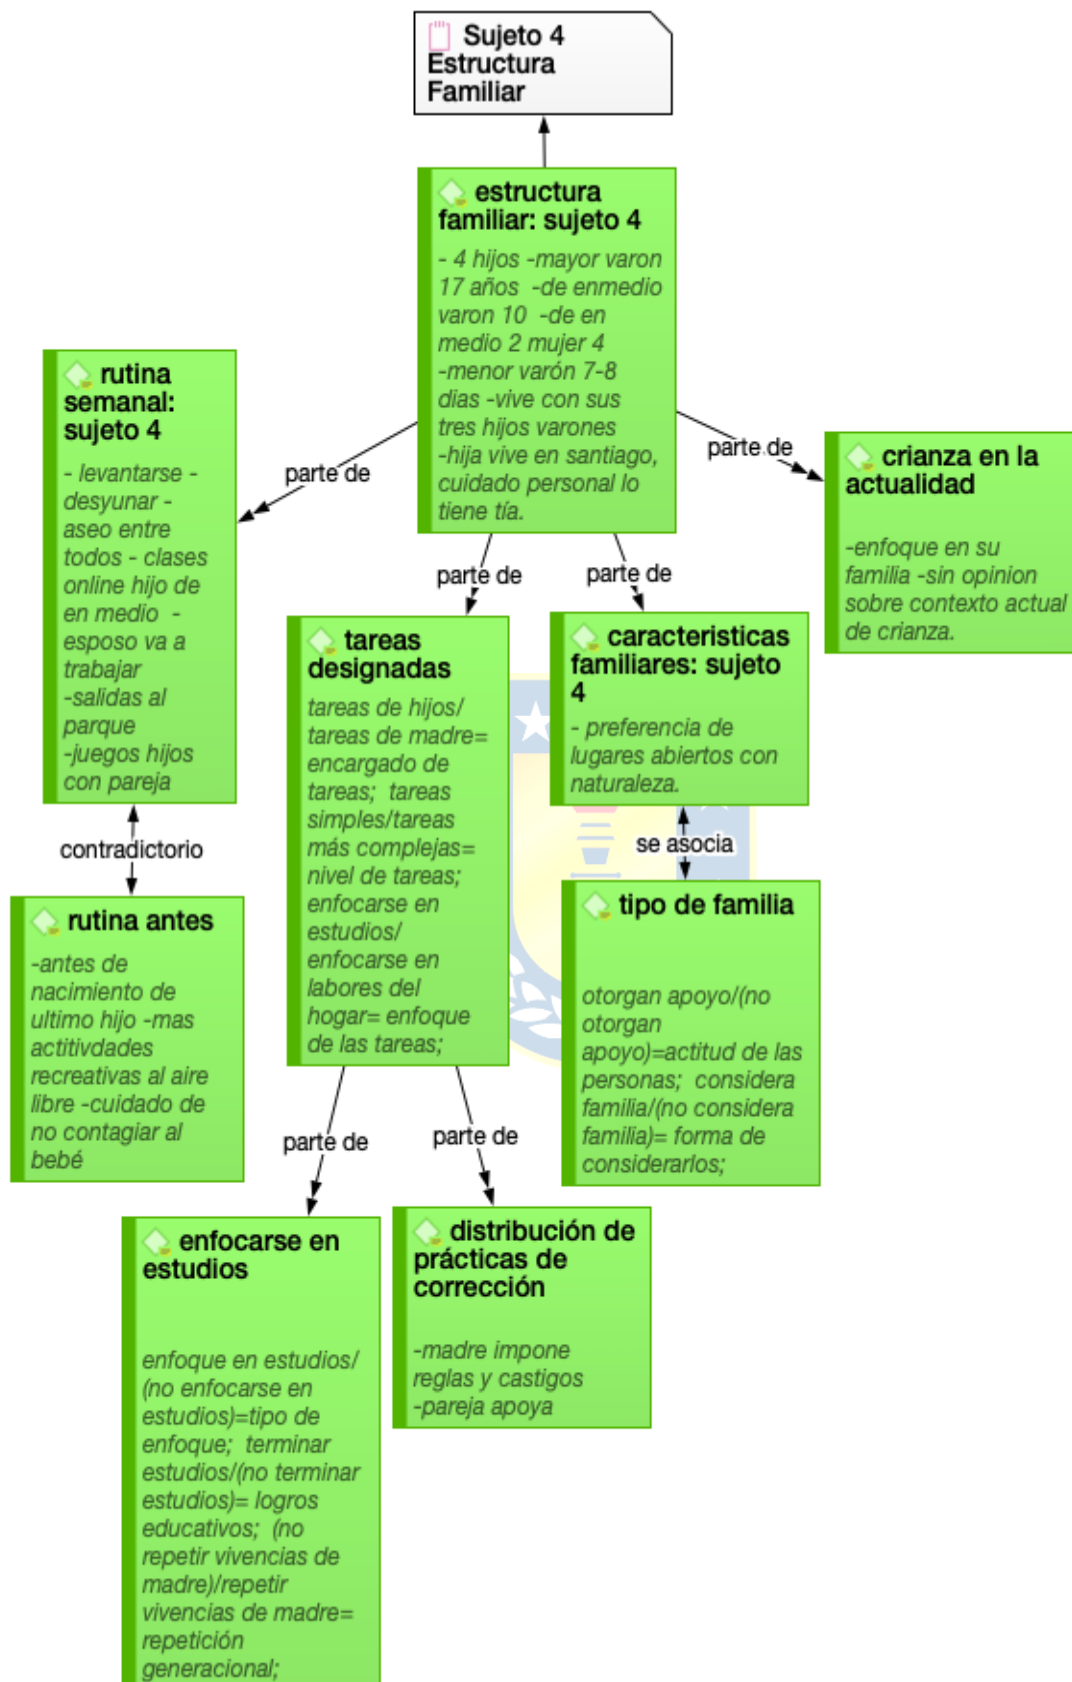 Sujeto 4
Estructura
Familiar
estructura
familiar: sujeto 4
- 4 hijos -mayor varon
17 años -de enmedio
varon 10 -de en
medio 2 mujer 4
-menor varón 7-8
dias -vive con sus
tres hijos varones
-hija vive en santiago,
cuidado personal lo
tiene tía.
rutina
semanal:
sujeto 4
- levantarse -
desyunar -
aseo entre
todos - clases
online hijo de
en medio -
esposo va a
trabajar
-salidas al
parque
-juegos hijos
con pareja
parte de
parte de
crianza en la
actualidad
-enfoque en su
familia -sin opinion
sobre contexto actual
de crianza.
parte de
parte de
tareas
designadas
tareas de hijos/
tareas de madre=
encargado de
tareas; tareas
simples/tareas
más complejas=
nivel de tareas;
enfocarse en
estudios/
enfocarse en
labores del
hogar= enfoque
de las tareas;
caracteristicas
familiares: sujeto
4
- preferencia de
lugares abiertos con
naturaleza.
contradictorio
se asocia
rutina antes
-antes de
nacimiento de
ultimo hijo -mas
actitivdades
recreativas al aire
libre -cuidado de
no contagiar al
bebé
tipo de familia
otorgan apoyo/(no
otorgan
apoyo)=actitud de las
personas; considera
familia/(no considera
familia)= forma de
considerarlos;
parte de
parte de
enfocarse en
estudios
enfoque en estudios/
(no enfocarse en
estudios)=tipo de
enfoque; terminar
estudios/(no terminar
estudios)= logros
educativos; (no
repetir vivencias de
madre)/repetir
vivencias de madre=
repetición
generacional;
distribución de
prácticas de
corrección
-madre impone
reglas y castigos
-pareja apoya